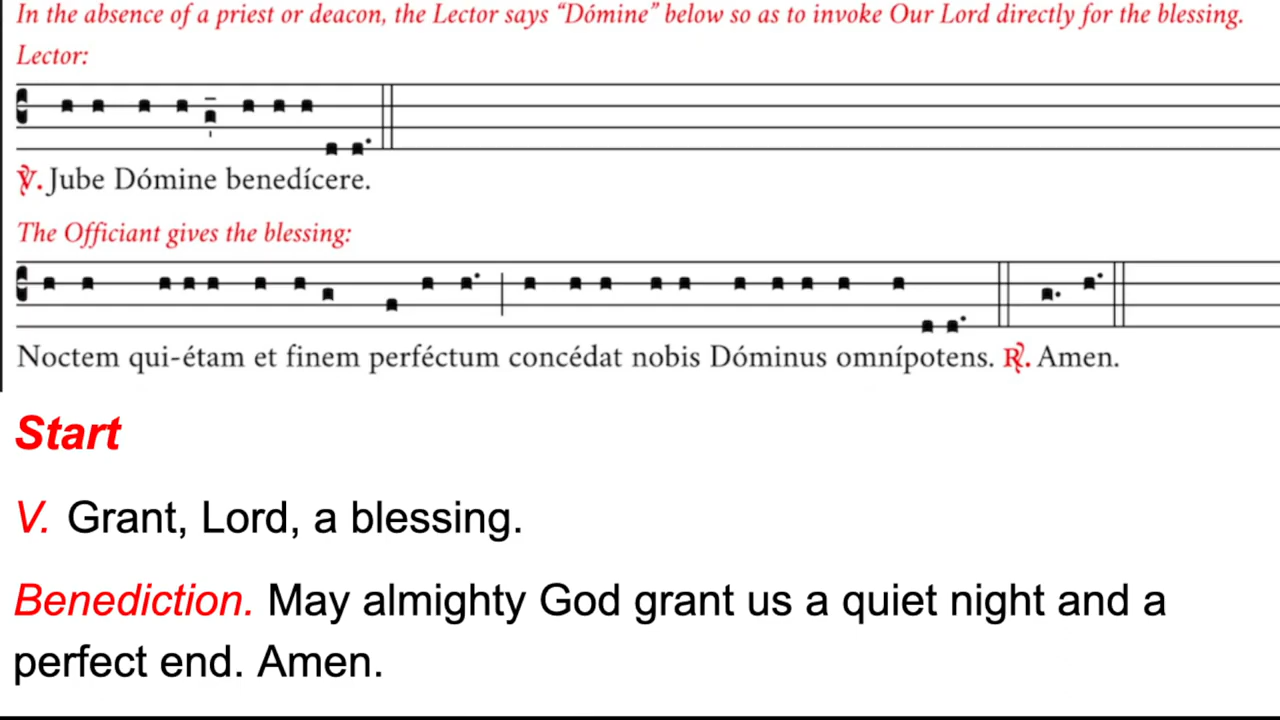 In the absence of a priest or deacon, the Lector says “Dómine” below so as to invoke Our Lord directly for the blessing.
Lector:
℣. Jube Dómine benedícere.
The Officiant gives the blessing:
Noctem qui-étam et finem perféctum concédat nobis Dóminus omnípotens. ℟. Amen.
Start
V. Grant, Lord, a blessing.
Benediction. May almighty God grant us a quiet night and a
perfect end. Amen.